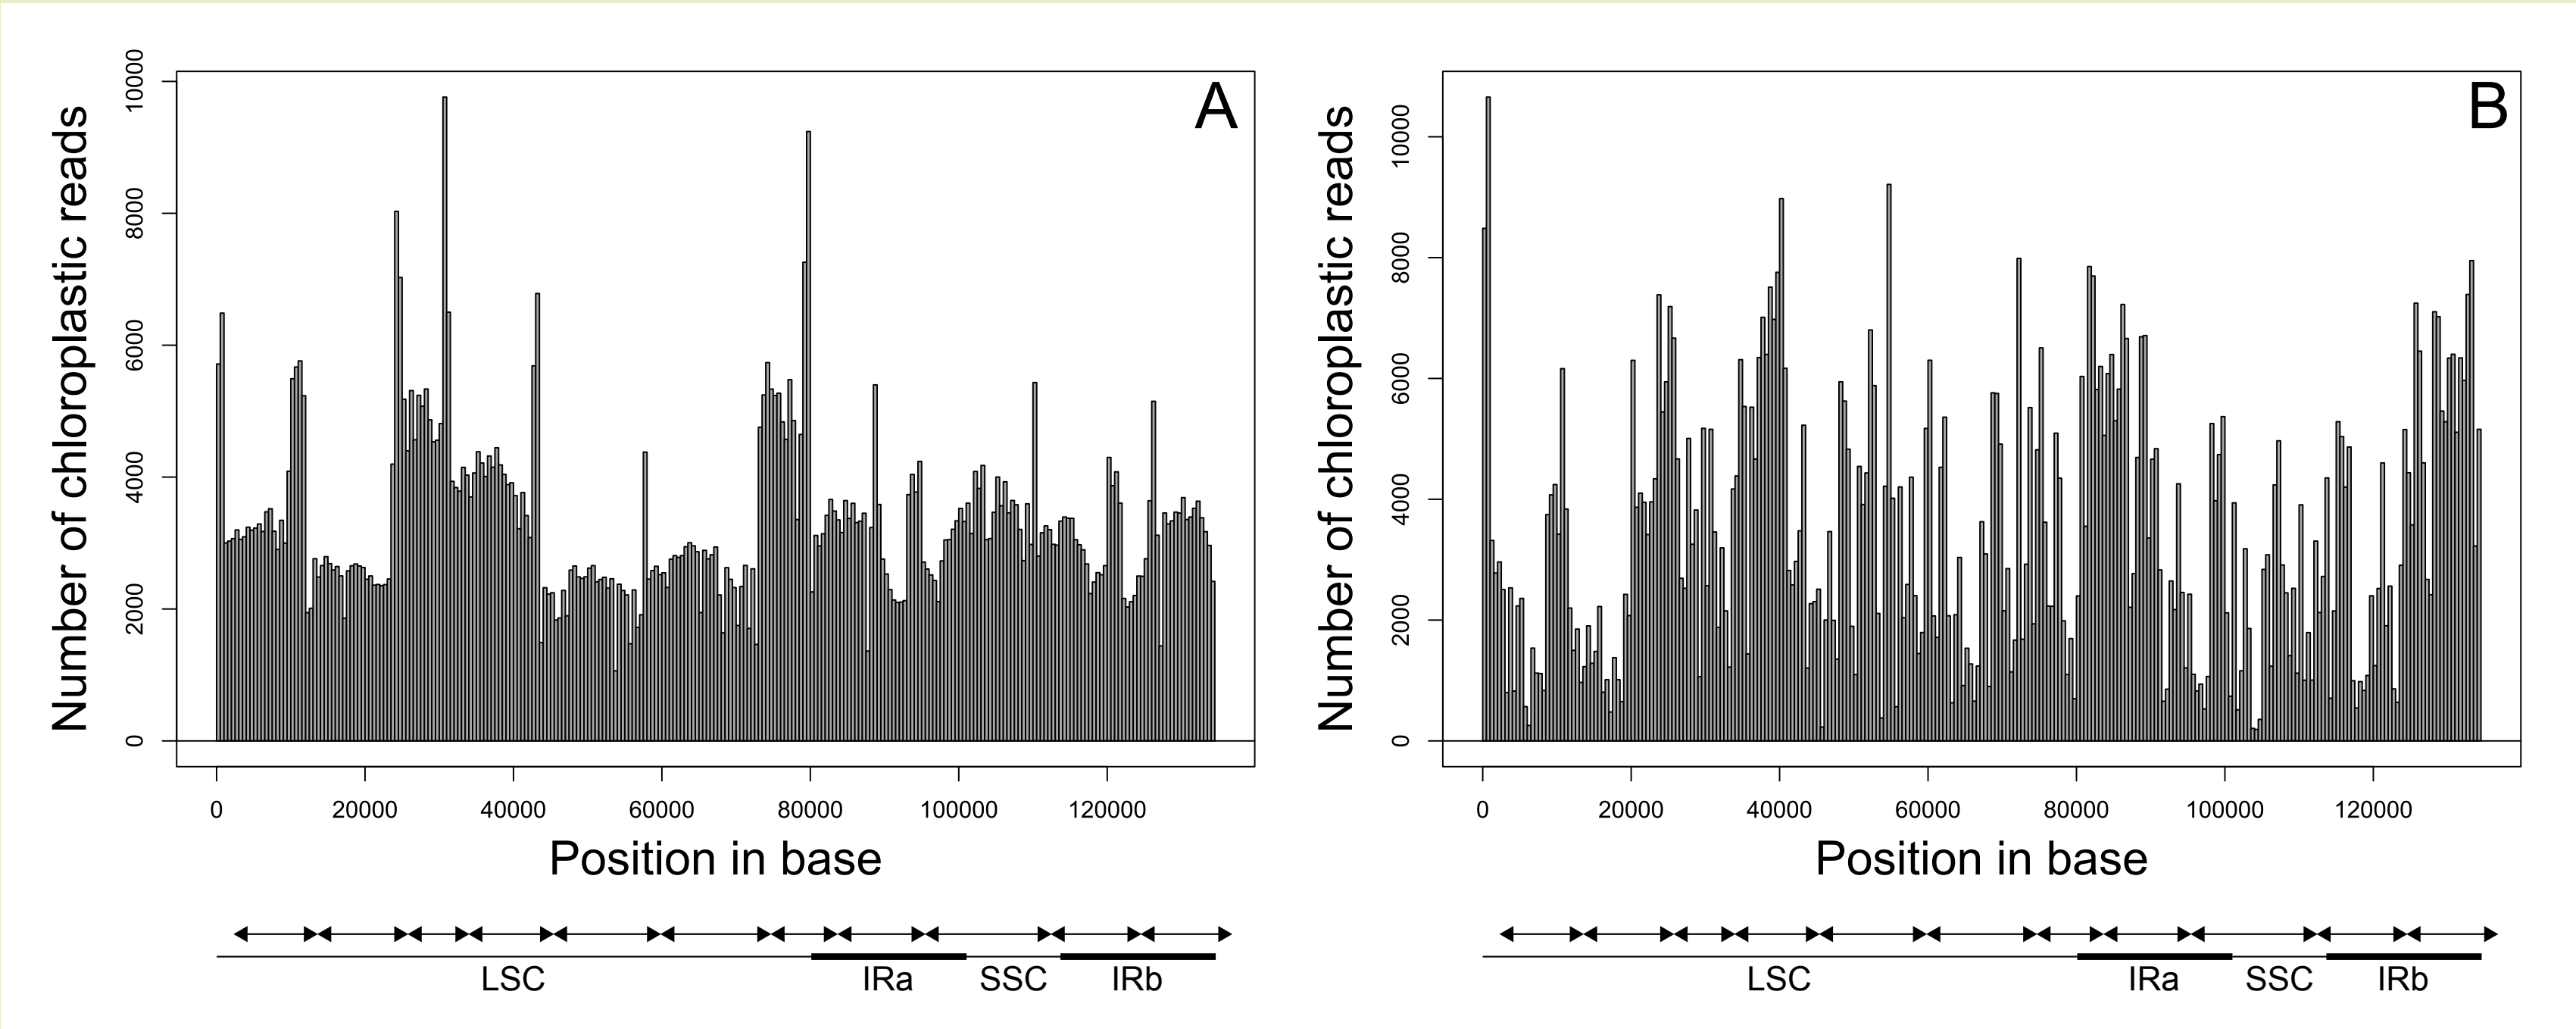 A
Number of chloroplastic reads
10000
8000
6000
4000
2000
0
0 20000 40000 60000 80000 100000 120000
Position in base
LSC IRa SSC IRb
B
Number of chloroplastic reads
10000
8000
6000
4000
2000
0
0 20000 40000 60000 80000 100000 120000
Position in base
LSC IRa SSC IRb